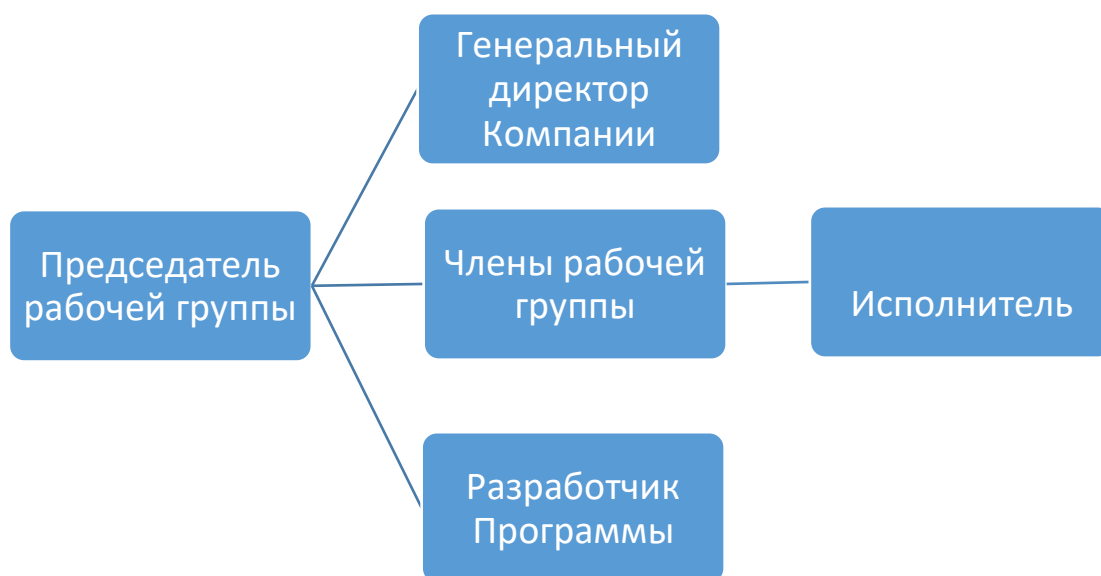 Генеральный
директор
Компании
Председатель
рабочей группы
Члены рабочей
группы
Исполнитель
Разработчик
Программы